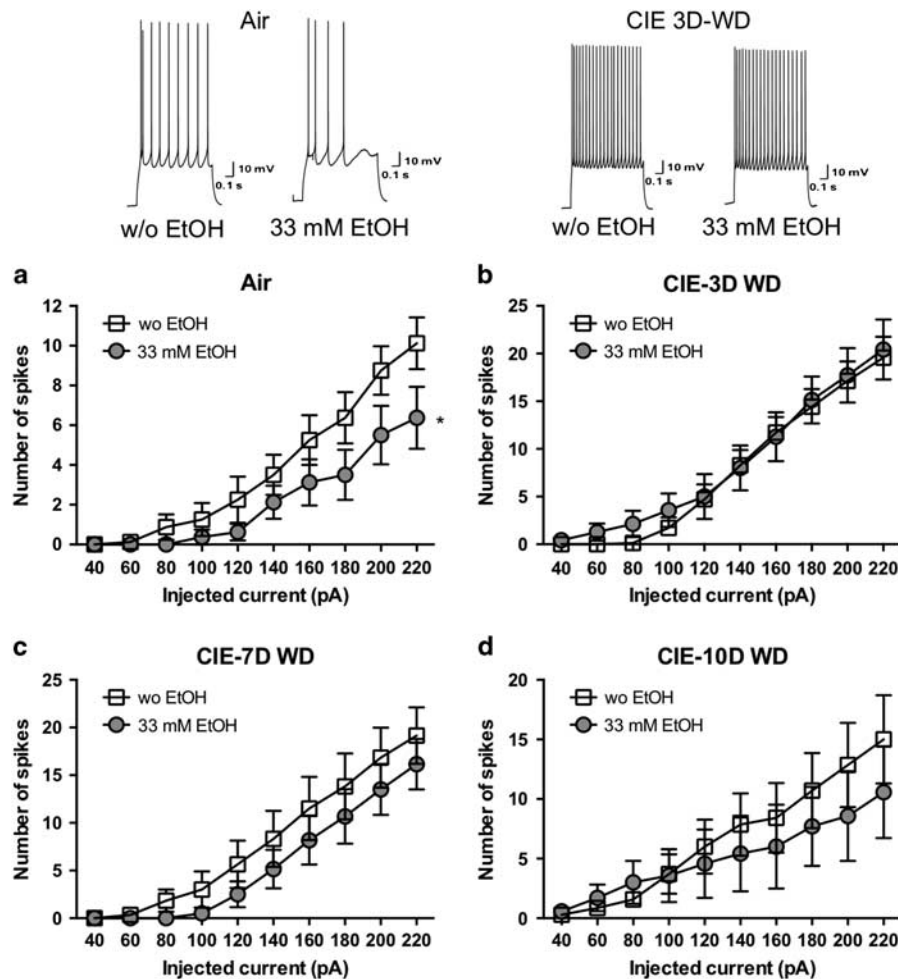 Air
CIE 3D-WD
10 mV
0.1 s
10 mV
0.1 s
10 mV
0.1 s
10 mV
0.1 s
w/o EtOH
33 mM EtOH
w/o EtOH
33 mM EtOH
a
Air
wo EtOH
33 mM EtOH
*
Number of spikes
12
10
8
6
4
2
0
40 60 80 100 120 140 160 180 200 220
Injected current (pA)
b
CIE-3D WD
wo EtOH
33 mM EtOH
Number of spikes
25
20
15
10
5
0
40 60 80 100 120 140 160 180 200 220
Injected current (pA)
c
CIE-7D WD
wo EtOH
33 mM EtOH
Number of spikes
25
20
15
10
5
0
40 60 80 100 120 140 160 180 200 220
Injected current (pA)
d
CIE-10D WD
wo EtOH
33 mM EtOH
Number of spikes
20
15
10
5
0
40 60 80 100 120 140 160 180 200 220
Injected current (pA)